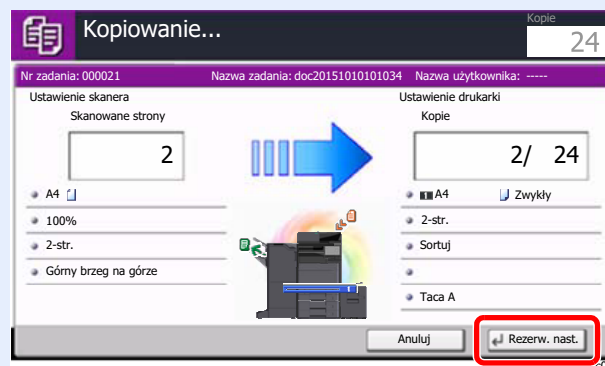 Kopiowanie...
Kopie
24
Nr zadania: 000021 Nazwa zadania: doc20151010101034 Nazwa użytkownika: -----
Ustawienie skanera Ustawienie drukarki
Skanowane strony Kopie
2 2/ 24
A4 1 A4 Zwykły
100% 2-str.
2-str. Sortuj
Górny brzeg na górze
Taca A
Anuluj Rezerw. nast.